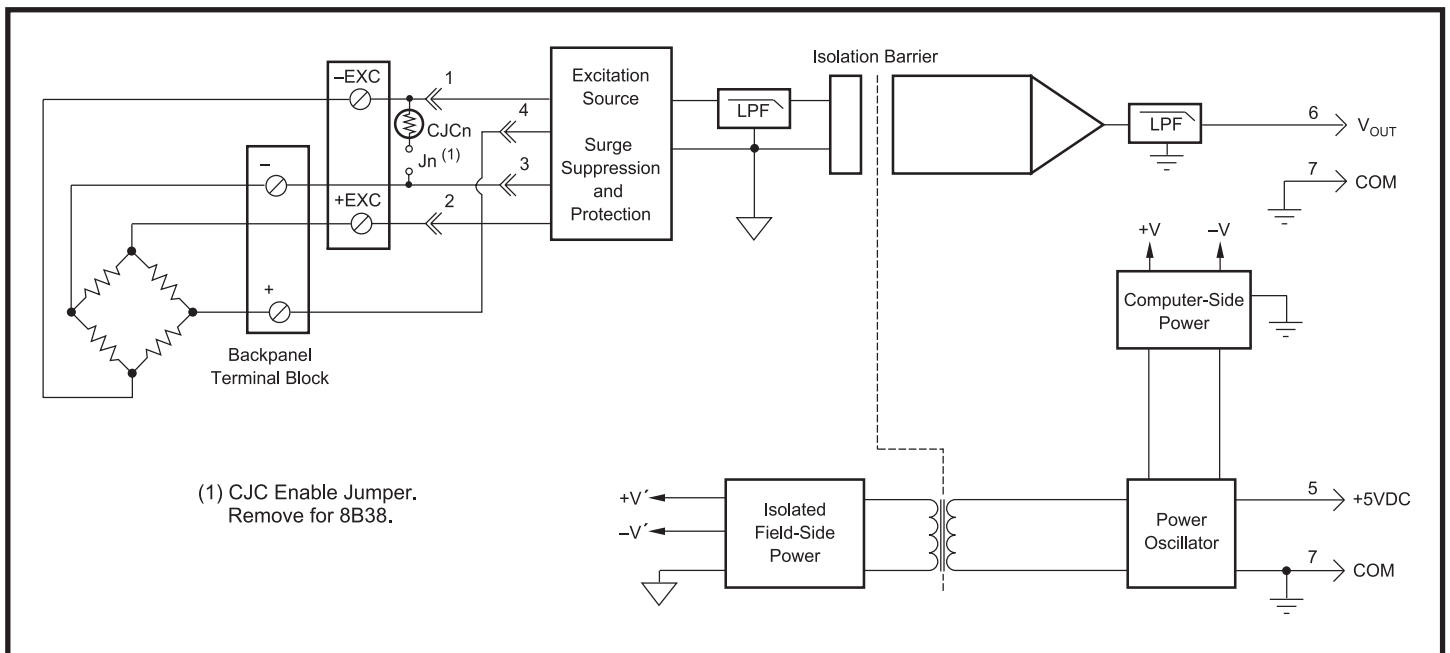 Isolation Barrier
–EXC
1
Excitation
Source
Surge
Suppression
and
Protection
4
CJCn
Jn (1)
LPF
LPF
6
VOUT
–
3
7
COM
+EXC
2
+V
–V
Computer-Side
Power
+
Backpanel
Terminal Block
(1) CJC Enable Jumper.
Remove for 8B38.
+V´
–V´
Isolated
Field-Side
Power
Power
Oscillator
5
+5VDC
7
COM